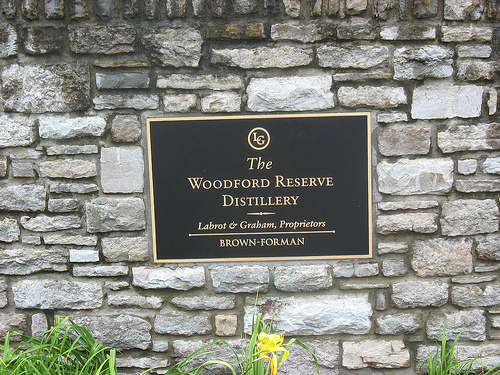 LG
The
WOODFORD RESERVE
DISTILLERY
Labrot & Graham, Proprietors
BROWN-FORMAN